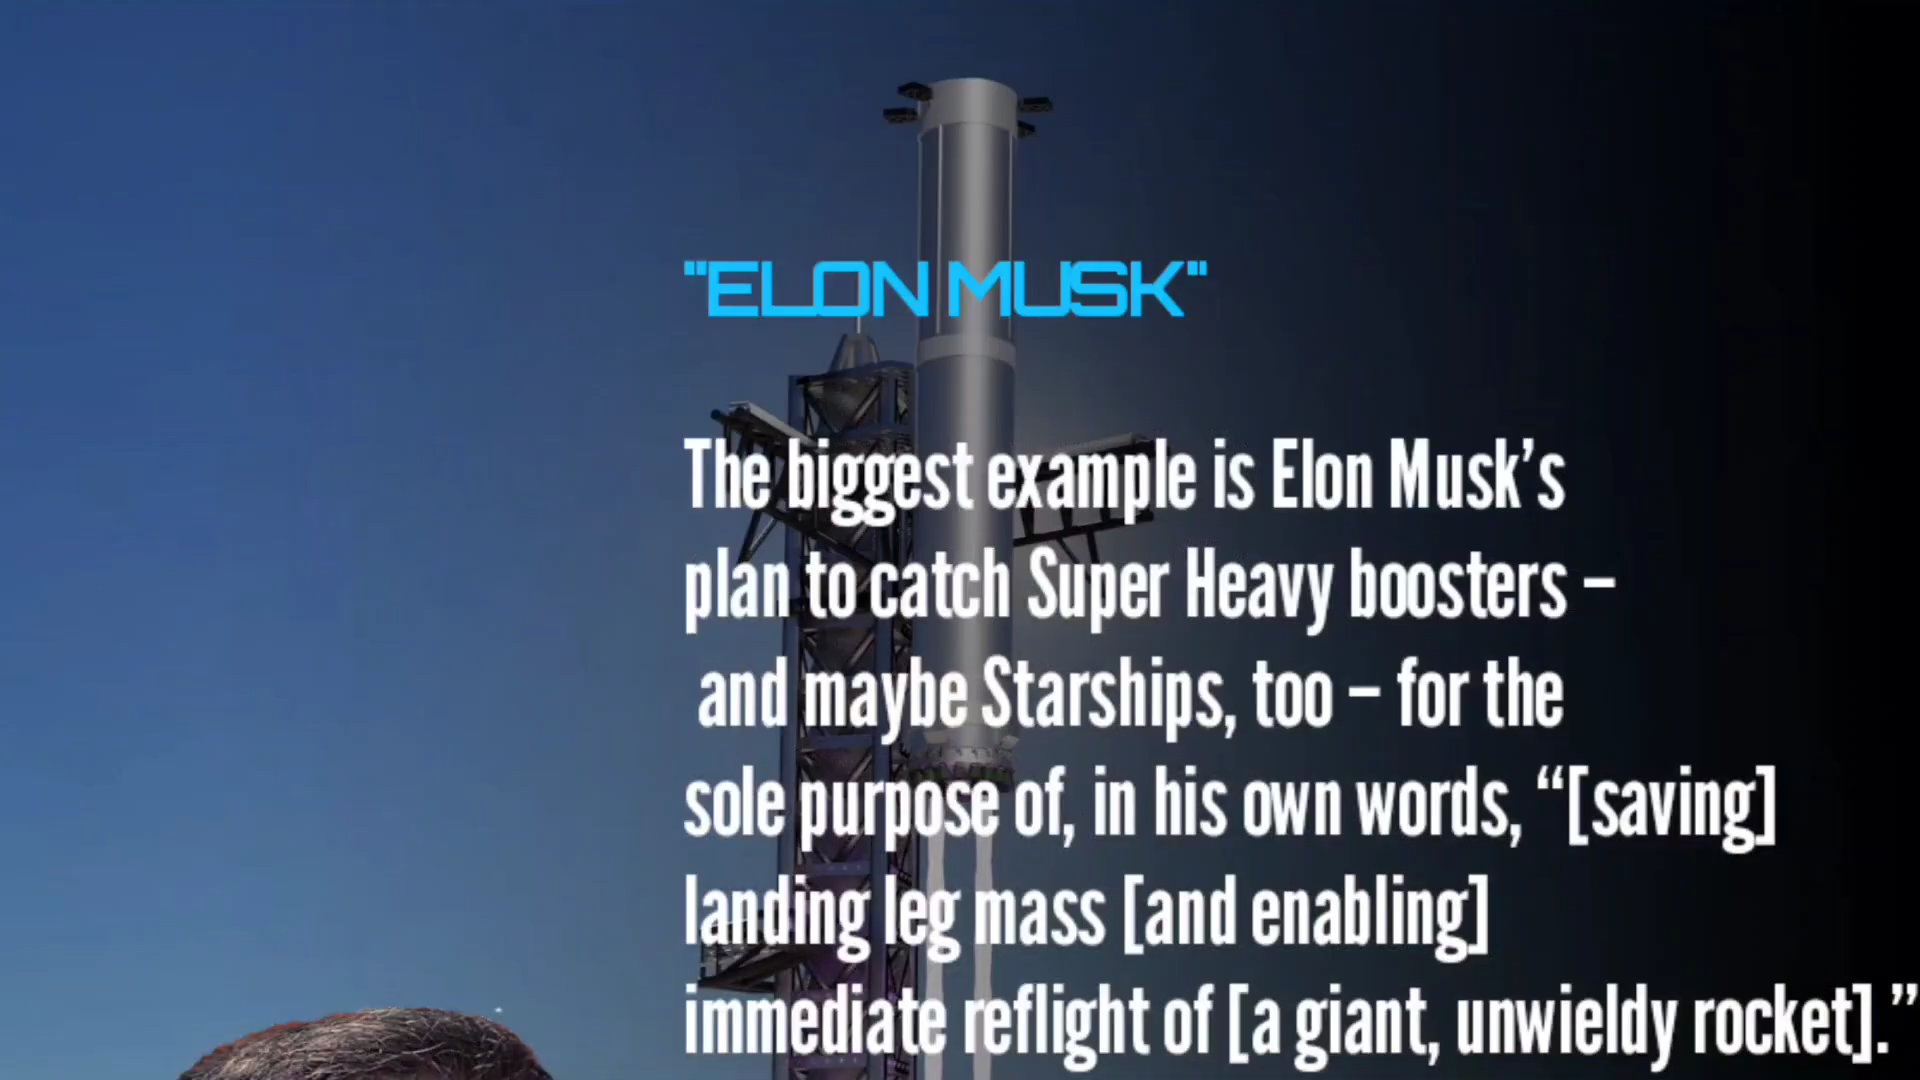 "ELON MUSK"
The biggest example is Elon Musk’s
plan to catch Super Heavy boosters –
and maybe Starships, too – for the
sole purpose of, in his own words, “[saving]
landing leg mass [and enabling]
immediate reflight of [a giant, unwieldy rocket].”